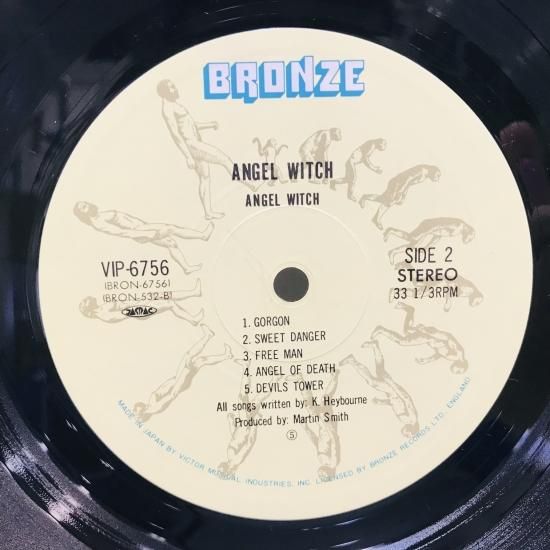 BRONZE
ANGEL WITCH
ANGEL WITCH
VIP-6756
(BRON-6756)
(BRON-532-B)
SIDE 2
STEREO
33 1/3RPM
1. GORGON
2. SWEET DANGER
3. FREE MAN
4. ANGEL OF DEATH
5. DEVILS TOWER
All songs written by: K. Heybourne
Produced by: Martin Smith
⑤
MADE IN JAPAN BY VICTOR MUSICAL INDUSTRIES, INC. LICENSED BY BRONZE RECORDS LTD. ENGLAND